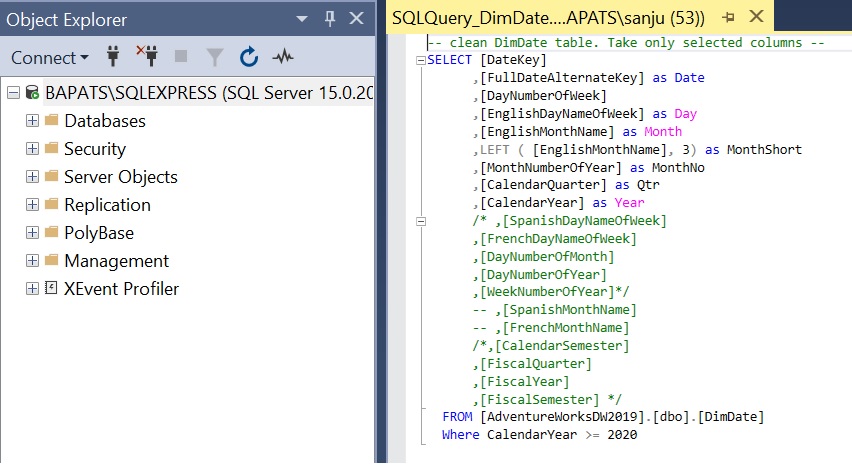 Object Explorer
Connect
BAPATS\SQLEXPRESS (SQL Server 15.0.20
Databases
Security
Server Objects
Replication
PolyBase
Management
XEvent Profiler
SQLQuery_DimDate....APATS\sanju (53))
-- clean DimDate table. Take only selected columns --
SELECT [DateKey]
,[FullDateAlternateKey] as Date
,[DayNumberOfWeek]
,[EnglishDayNameOfWeek] as Day
,[EnglishMonthName] as Month
,LEFT ( [EnglishMonthName], 3) as MonthShort
,[MonthNumberOfYear] as MonthNo
,[CalendarQuarter] as Qtr
,[CalendarYear] as Year
/* ,[SpanishDayNameOfWeek]
,[FrenchDayNameOfWeek]
,[DayNumberOfMonth]
,[DayNumberOfYear]
,[WeekNumberOfYear]*/
-- ,[SpanishMonthName]
-- ,[FrenchMonthName]
/*,[CalendarSemester]
,[FiscalQuarter]
,[FiscalYear]
,[FiscalSemester] */
FROM [AdventureWorksDW2019].[dbo].[DimDate]
Where CalendarYear >= 2020